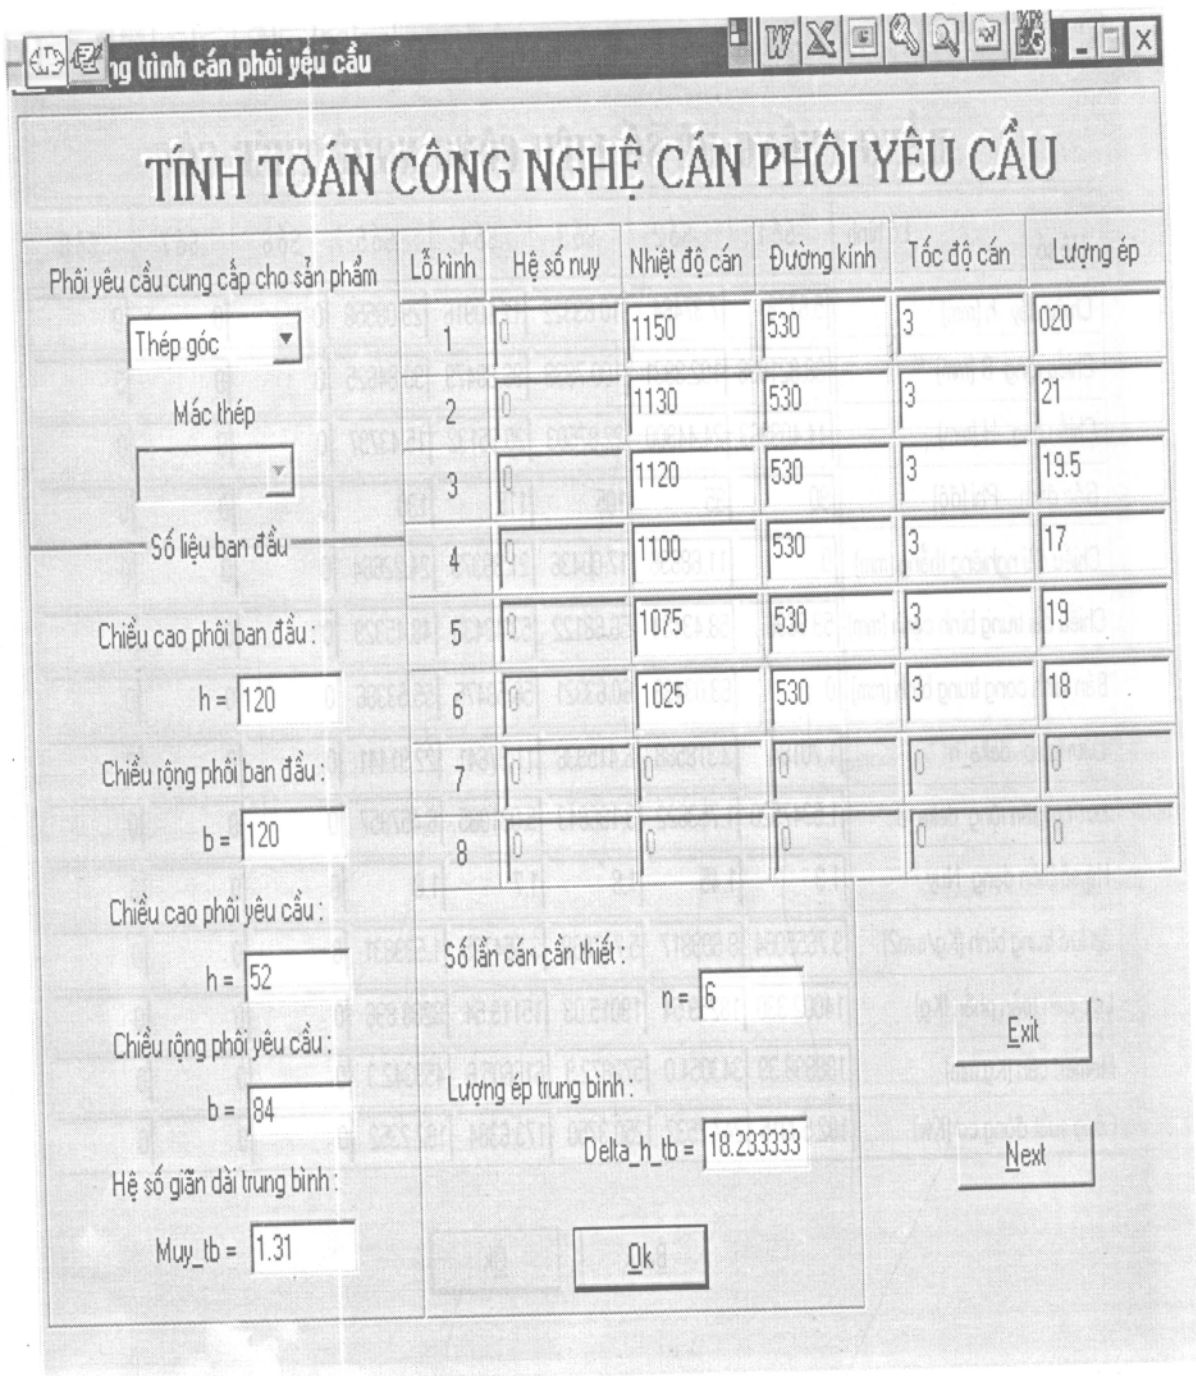 ng trình cán phôi yêu cầu
TÍNH TOÁN CÔNG NGHỆ CÁN PHÔI YÊU CẦU
Phôi yêu cầu cung cấp cho sản phẩm
Thép góc
Mác thép
Số liệu ban đầu
Chiều cao phôi ban đầu :
h = 120
Chiều rộng phôi ban đầu :
b = 120
Chiều cao phôi yêu cầu :
h = 52
Chiều rộng phôi yêu cầu :
b = 84
Hệ số giãn dài trung bình :
Muy_tb = 1.31
Lỗ hình Hệ số nuy Nhiệt độ cán Đường kính Tốc độ cán Lượng ép
1 0 1150 530 3 020
2 0 1130 530 3 21
3 0 1120 530 3 19.5
4 0 1100 530 3 17
5 0 1075 530 3 19
6 0 1025 530 3 18
7 0 0 0 0 0
8 0 0 0 0 0
Số lần cán cần thiết :
n = 6
Lượng ép trung bình :
Delta_h_tb = 18.233333
Ok
Exit
Next